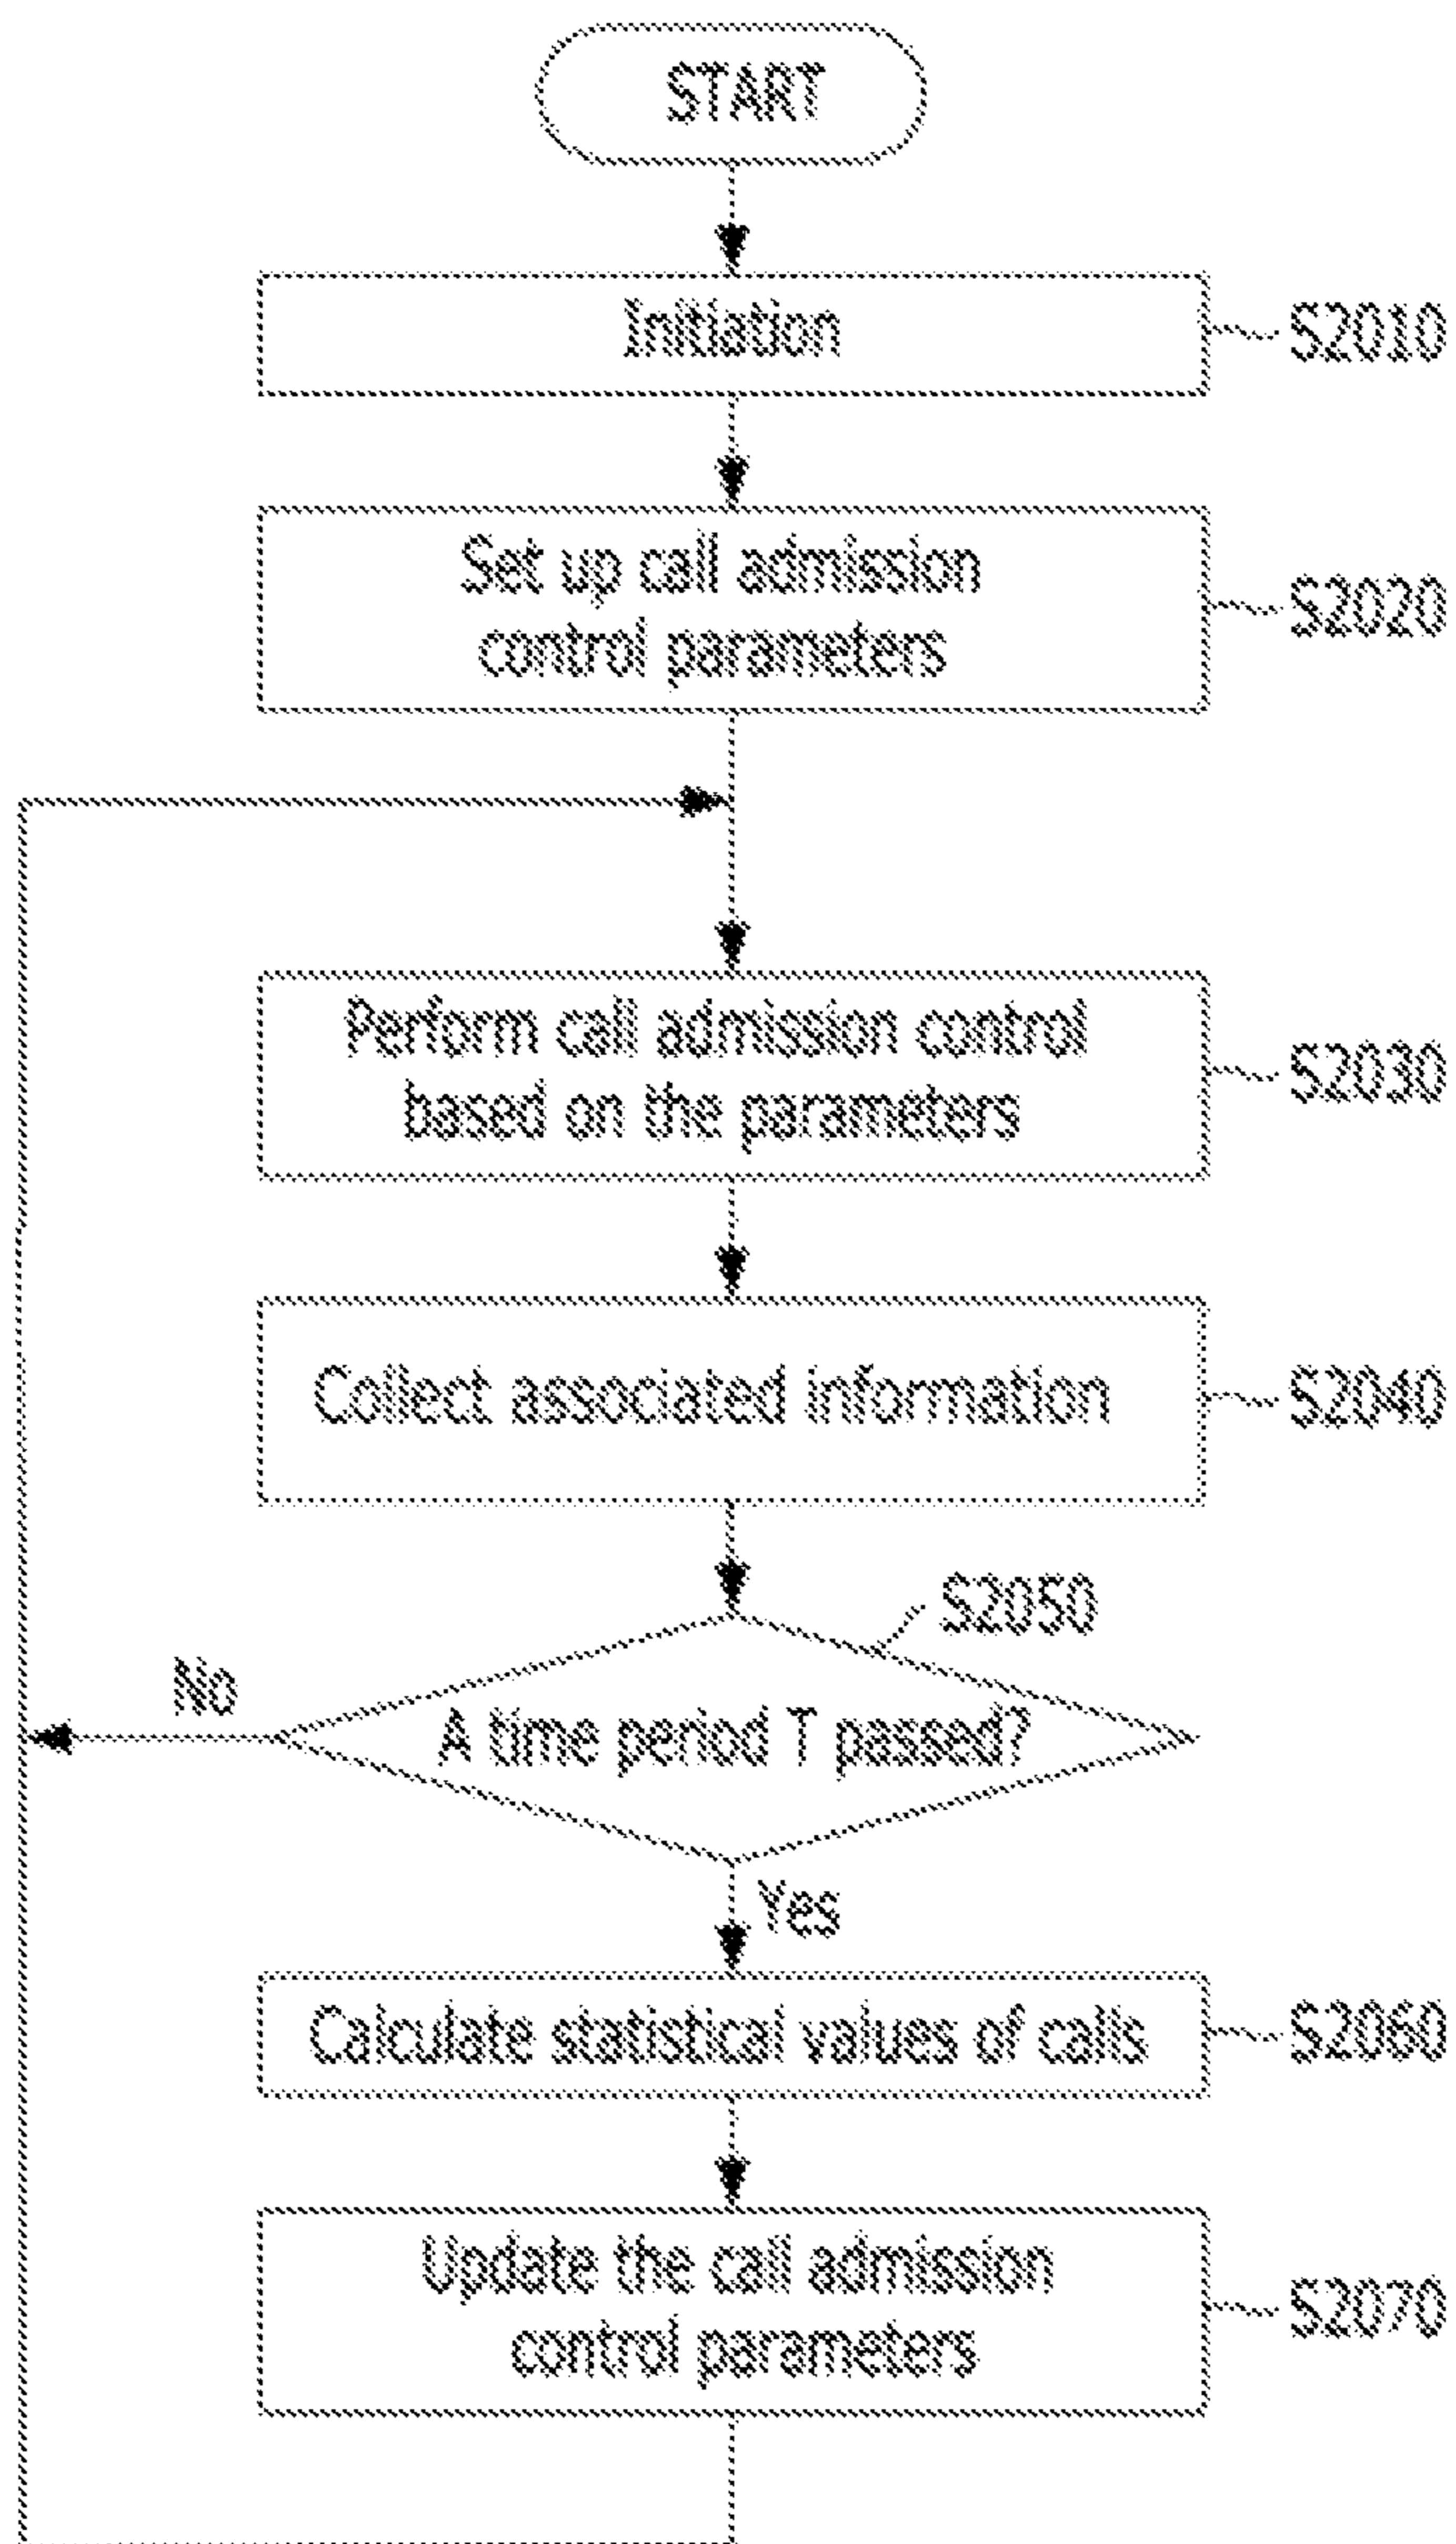 START
Initiation
S2010
Set up call admission
control parameters
S2020
Perform call admission control
based on the parameters
S2030
Collect associated information
S2040
S2050
No
A time period T passed?
Yes
Calculate statistical values of calls
S2060
Update the call admission
control parameters
S2070